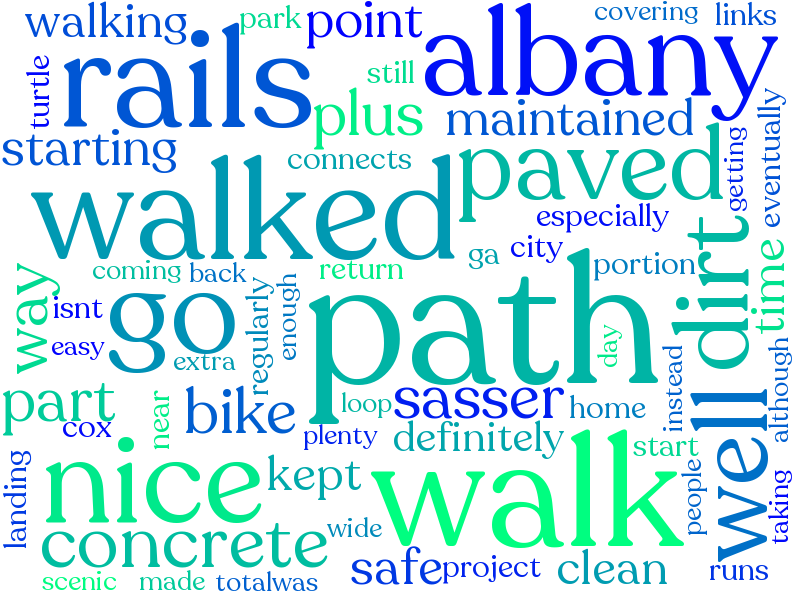 walking
park
point
covering
links
rails
albany
turtle
still
plus
maintained
starting
connects
paved
getting
eventually
walked
especially
ga
city
portion
dirt
time
way
coming
back
return
isnt
go
regularly
enough
path
easy
extra
day
part
cox
near
bike
loop
sasser
home
instead
although
plenty
definitely
well
nice
kept
walk
start
landing
people
taking
concrete
wide
safe
project
clean
runs
scenic
made
totalwas